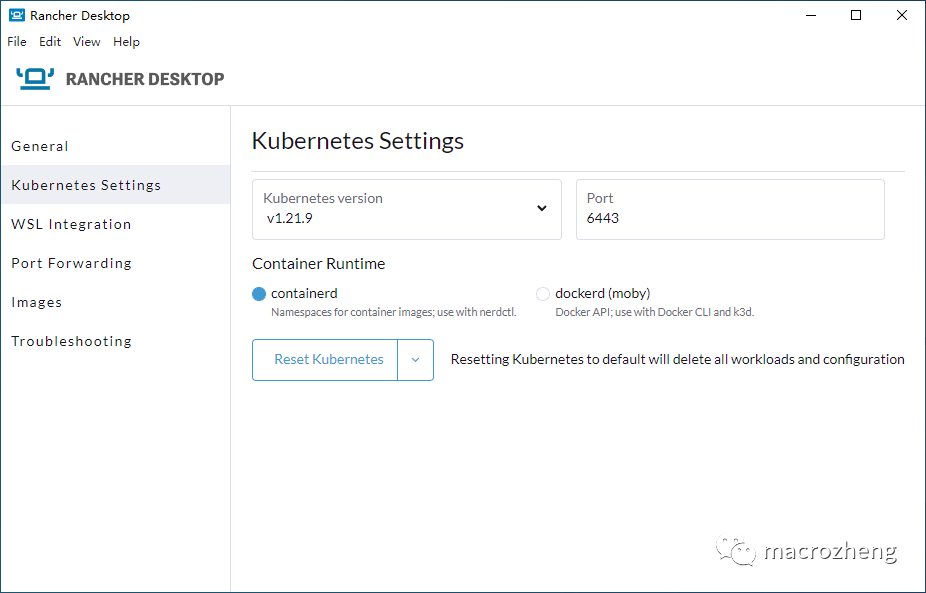 Rancher Desktop
File Edit View Help
RANCHER DESKTOP
General
Kubernetes Settings
WSL Integration
Port Forwarding
Images
Troubleshooting
Kubernetes Settings
Kubernetes version
v1.21.9
Port
6443
Container Runtime
containerd
Namespaces for container images; use with nerdctl.
dockerd (moby)
Docker API; use with Docker CLI and k3d.
Reset Kubernetes
Resetting Kubernetes to default will delete all workloads and configuration
macrozheng